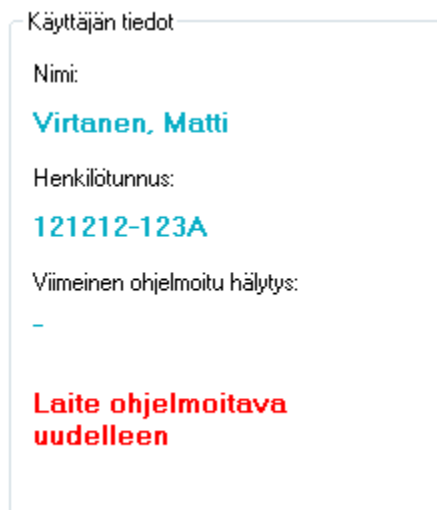 Käyttäjän tiedot
Nimi:
Virtanen, Matti
Henkilötunnus:
121212-123A
Viimeinen ohjelmoitu hälytys:
-
Laite ohjelmoitava
uudelleen